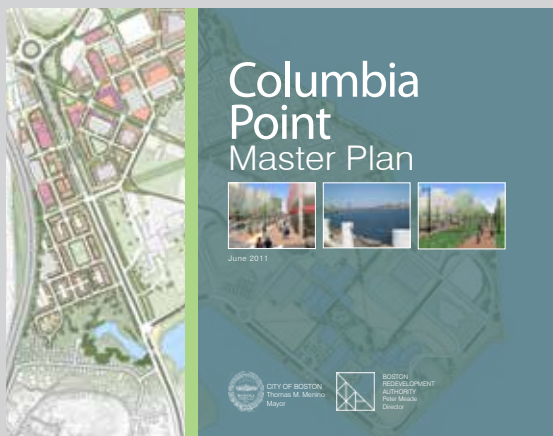 Columbia
Point
Master Plan
June 2011
CITY OF BOSTON
Thomas M. Menino
Mayor
BOSTON
REDEVELOPMENT
AUTHORITY
Peter Meade
Director